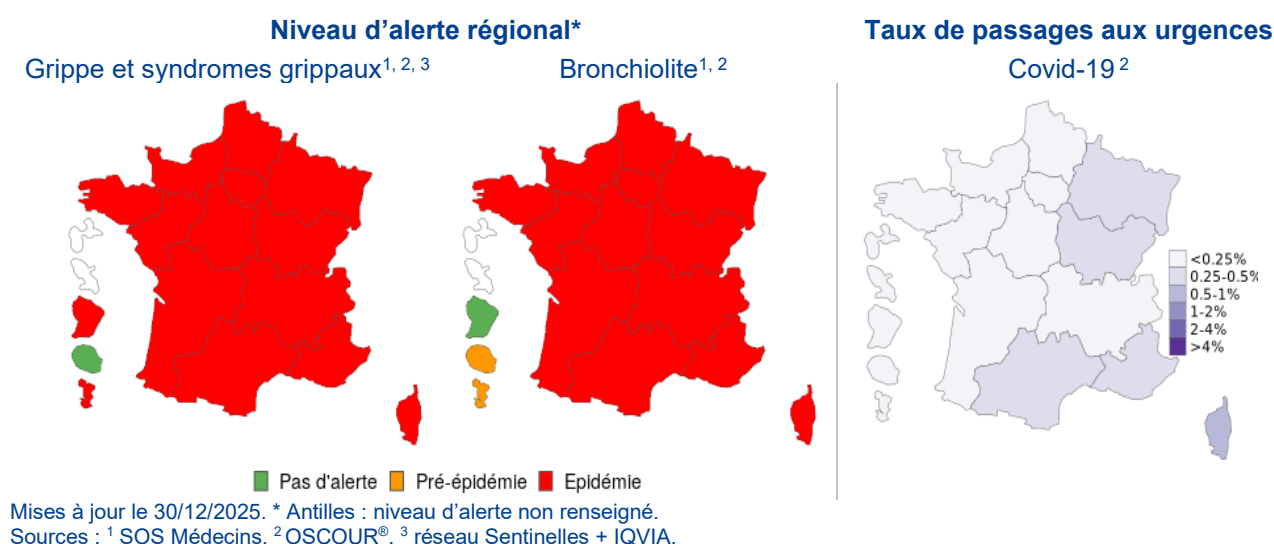 Niveau d’alerte régional*
Taux de passages aux urgences
Grippe et syndromes grippaux1, 2, 3
Bronchiolite1, 2
Covid-19 2
<0.25%
0.25-0.5%
0.5-1%
1-2%
2-4%
>4%
Pas d'alerte
Pré-épidémie
Epidémie
Mises à jour le 30/12/2025. * Antilles : niveau d’alerte non renseigné.
Sources : 1 SOS Médecins, 2 OSCOUR®, 3 réseau Sentinelles + IQVIA.